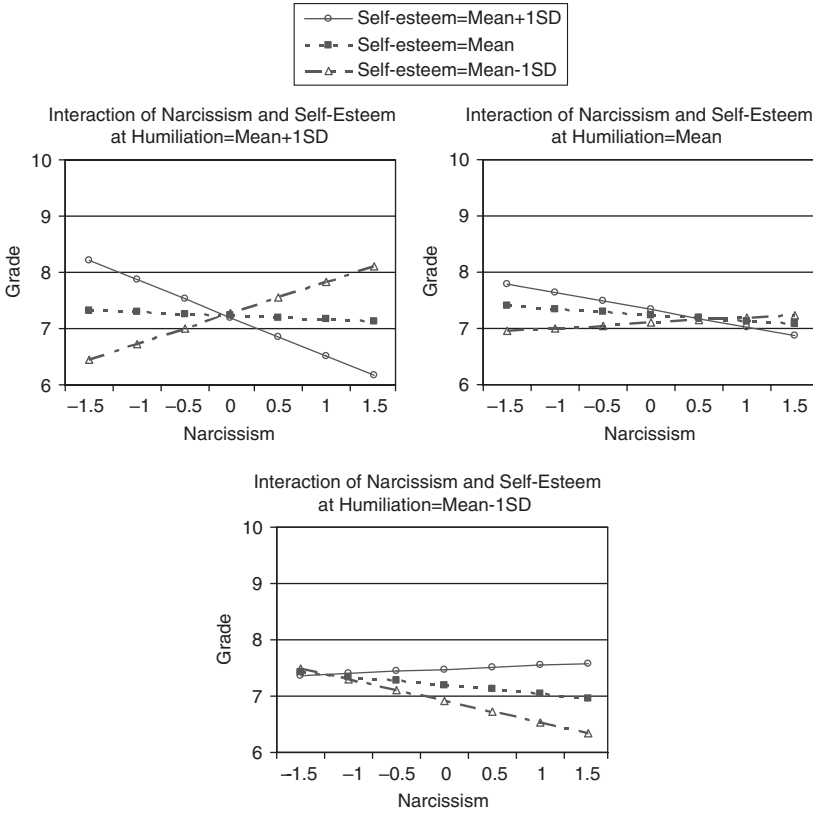 Self-esteem=Mean+1SD
Self-esteem=Mean
Self-esteem=Mean-1SD
Interaction of Narcissism and Self-Esteem
at Humiliation=Mean+1SD
10
9
8
7
6
Grade
−1.5 −1 −0.5 0 0.5 1 1.5
Narcissism
Interaction of Narcissism and Self-Esteem
at Humiliation=Mean
10
9
8
7
6
Grade
−1.5 −1 −0.5 0 0.5 1 1.5
Narcissism
Interaction of Narcissism and Self-Esteem
at Humiliation=Mean-1SD
10
9
8
7
6
Grade
−1.5 −1 −0.5 0 0.5 1 1.5
Narcissism